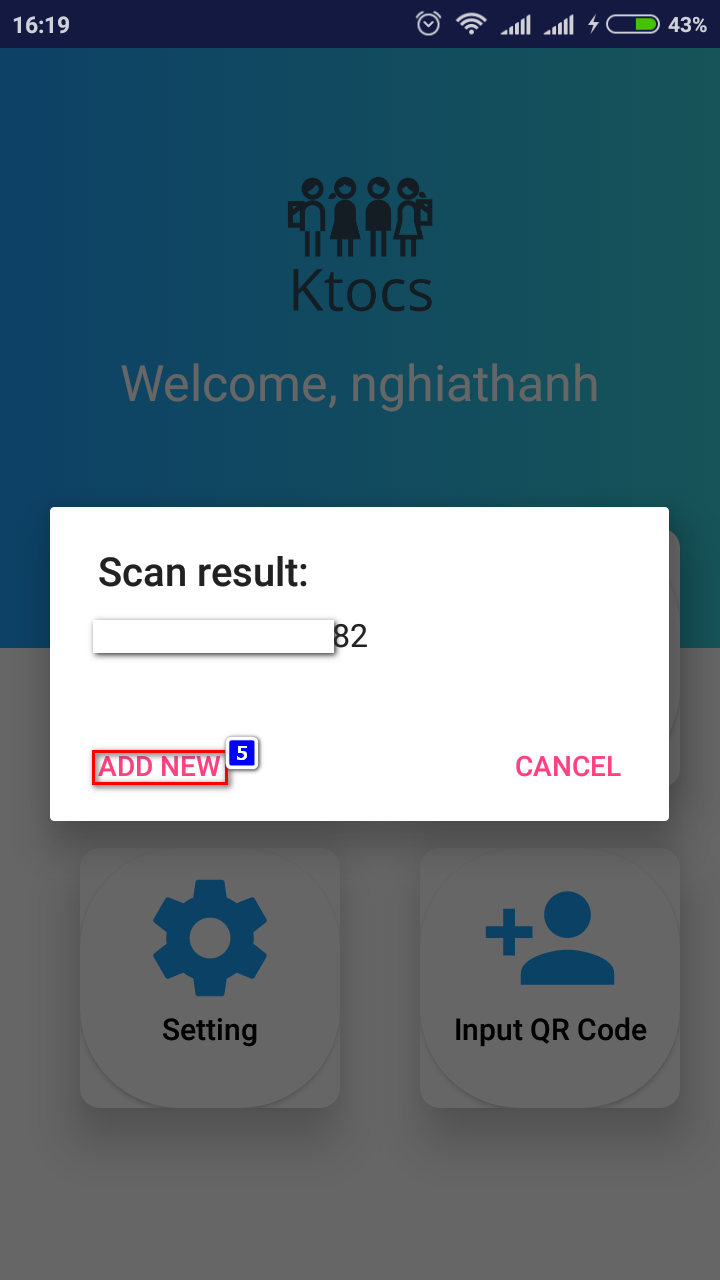 16:19
43%
Ktocs
Welcome, nghiathanh
Scan result:
82
ADD NEW
5
CANCEL
Setting
Input QR Code